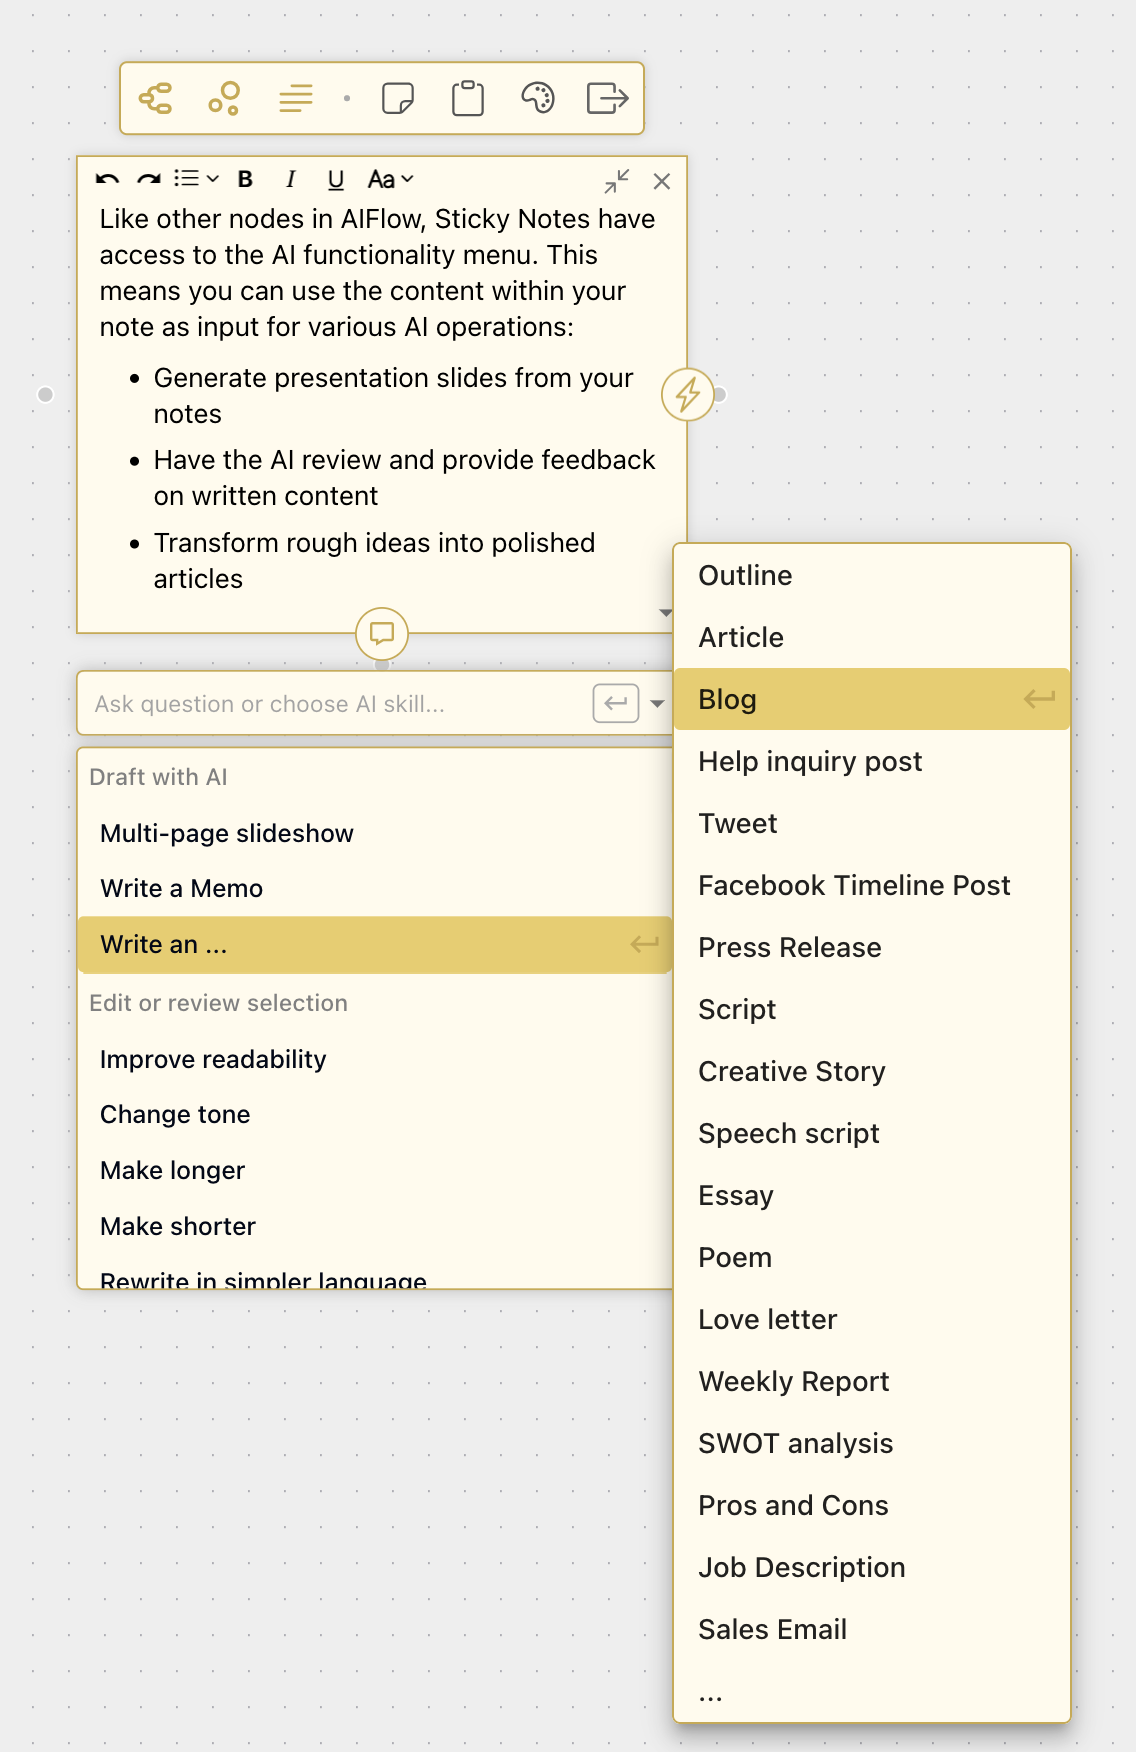 B I U Aa
Like other nodes in AIFlow, Sticky Notes have
access to the AI functionality menu. This
means you can use the content within your
note as input for various AI operations:
• Generate presentation slides from your
notes
• Have the AI review and provide feedback
on written content
• Transform rough ideas into polished
articles
Ask question or choose AI skill...
Draft with AI
Multi-page slideshow
Write a Memo
Write an ...
Edit or review selection
Improve readability
Change tone
Make longer
Make shorter
Rewrite in simpler language
Outline
Article
Blog
Help inquiry post
Tweet
Facebook Timeline Post
Press Release
Script
Creative Story
Speech script
Essay
Poem
Love letter
Weekly Report
SWOT analysis
Pros and Cons
Job Description
Sales Email
...